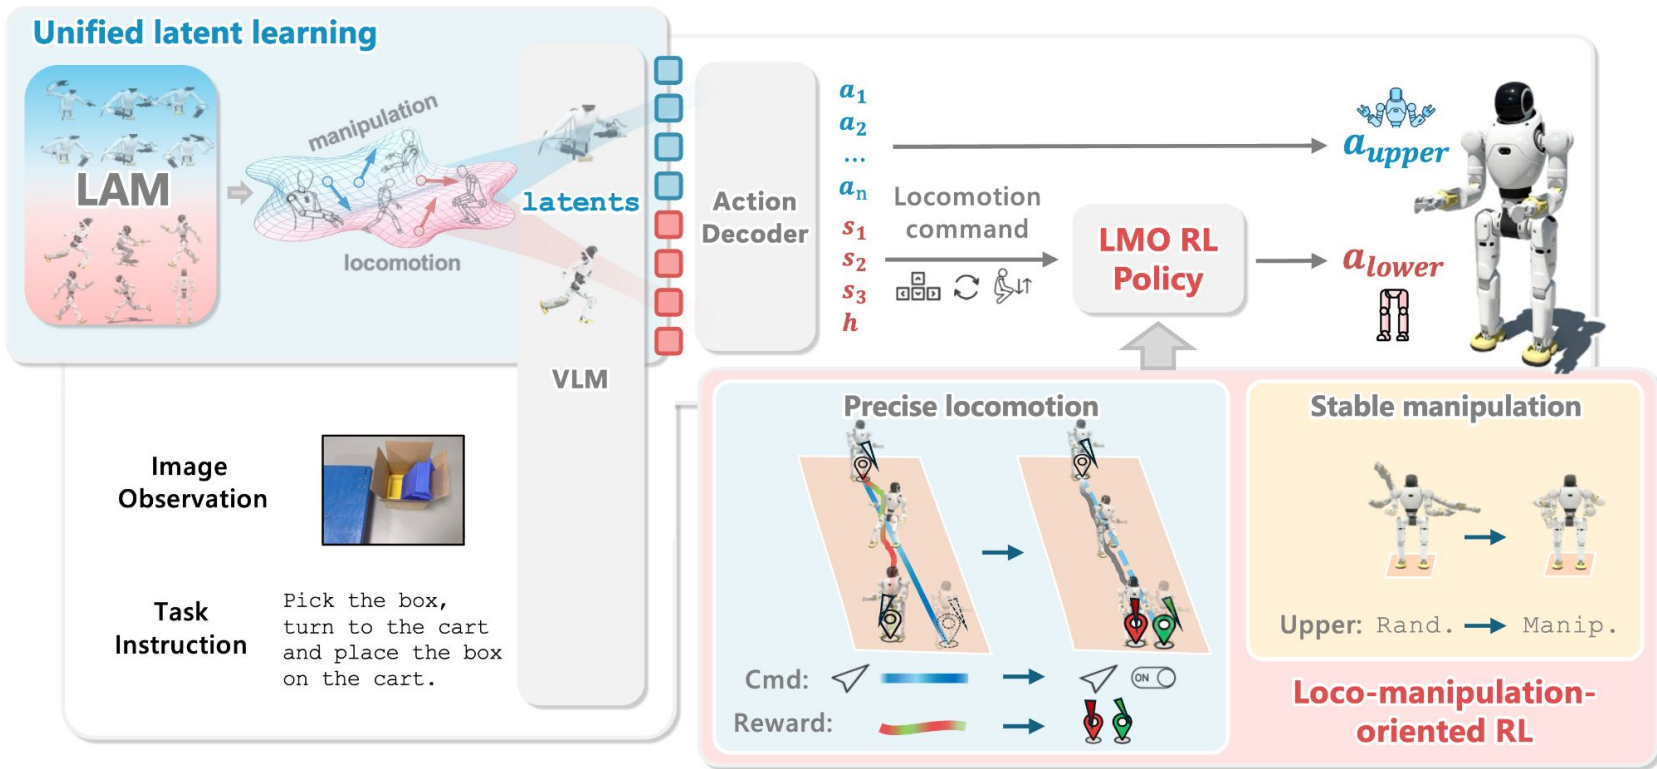 Unified latent learning
LAM
manipulation
locomotion
latents
VLM
Action
Decoder
a₁
a₂
...
aₙ
s₁
s₂
s₃
h
Locomotion
command
LMO RL
Policy
a_upper
a_lower
Image
Observation
Task
Instruction
Pick the box,
turn to the cart
and place the box
on the cart.
Precise locomotion
Cmd:
ON
Reward:
Stable manipulation
Upper: Rand. Manip.
Loco-manipulation-
oriented RL